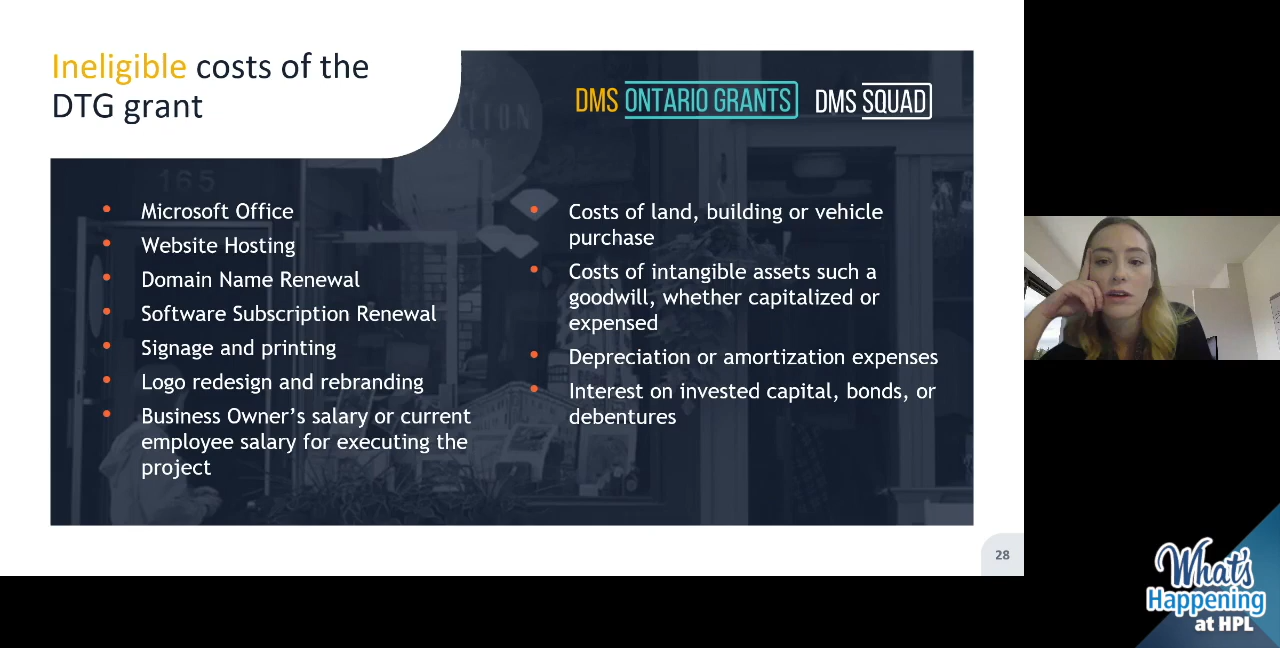 Ineligible costs of the
DTG grant
DMS ONTARIO GRANTS
DMS SQUAD
165
Microsoft Office
Website Hosting
Domain Name Renewal
Software Subscription Renewal
Signage and printing
Logo redesign and rebranding
Business Owner's salary or current
employee salary for executing the
project
Costs of land, building or vehicle
purchase
Costs of intangible assets such a
goodwill, whether capitalized or
expensed
Depreciation or amortization expenses
Interest on invested capital, bonds, or
debentures
28
What's
Happening
at HPL